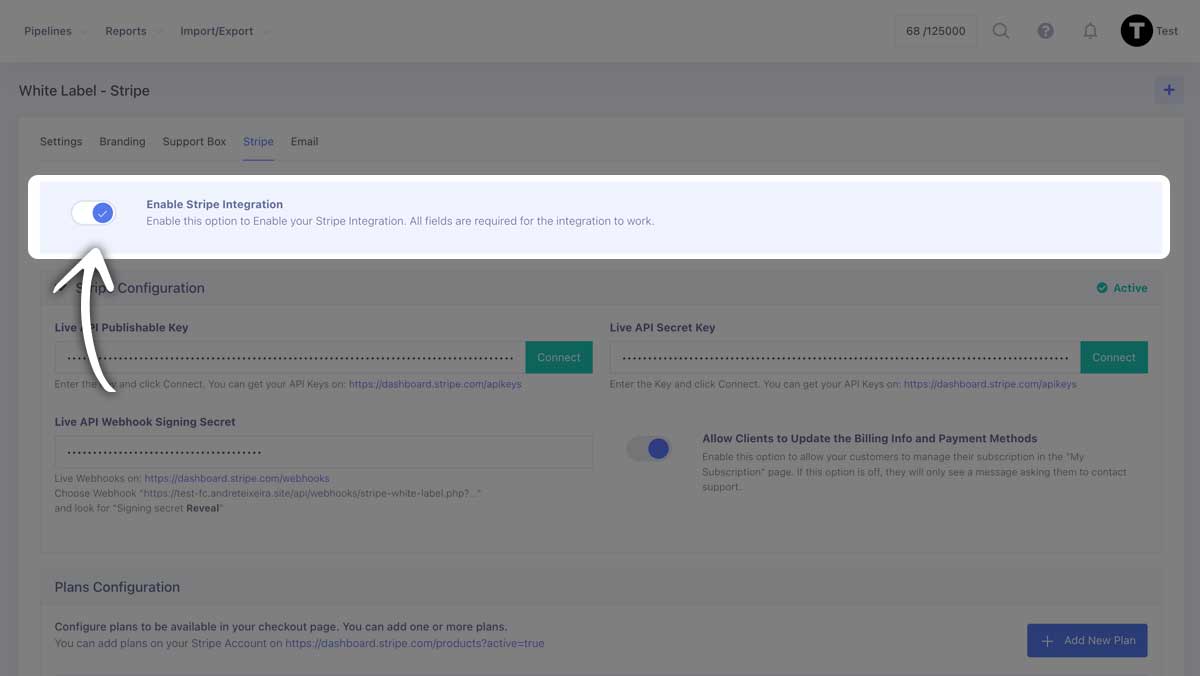 Pipelines Reports Import/Export 68 /125000 ? T Test
White Label - Stripe +
Settings Branding Support Box Stripe Email
Enable Stripe Integration
Enable this option to Enable your Stripe Integration. All fields are required for the integration to work.
Stripe Configuration Active
Live API Publishable Key
Connect
Enter the Key and click Connect. You can get your API Keys on: https://dashboard.stripe.com/apikeys
Live API Secret Key
Connect
Enter the Key and click Connect. You can get your API Keys on: https://dashboard.stripe.com/apikeys
Live API Webhook Signing Secret
Live Webhooks on: https://dashboard.stripe.com/webhooks
Choose Webhook "https://test-fc.andreteixeira.site/api/webhooks/stripe-white-label.php?..."
and look for "Signing secret Reveal"
Allow Clients to Update the Billing Info and Payment Methods
Enable this option to allow your customers to manage their subscription in the "My
Subscription" page. If this option is off, they will only see a message asking them to contact
support.
Plans Configuration
Configure plans to be available in your checkout page. You can add one or more plans.
You can add plans on your Stripe Account on https://dashboard.stripe.com/products?active=true
+ Add New Plan